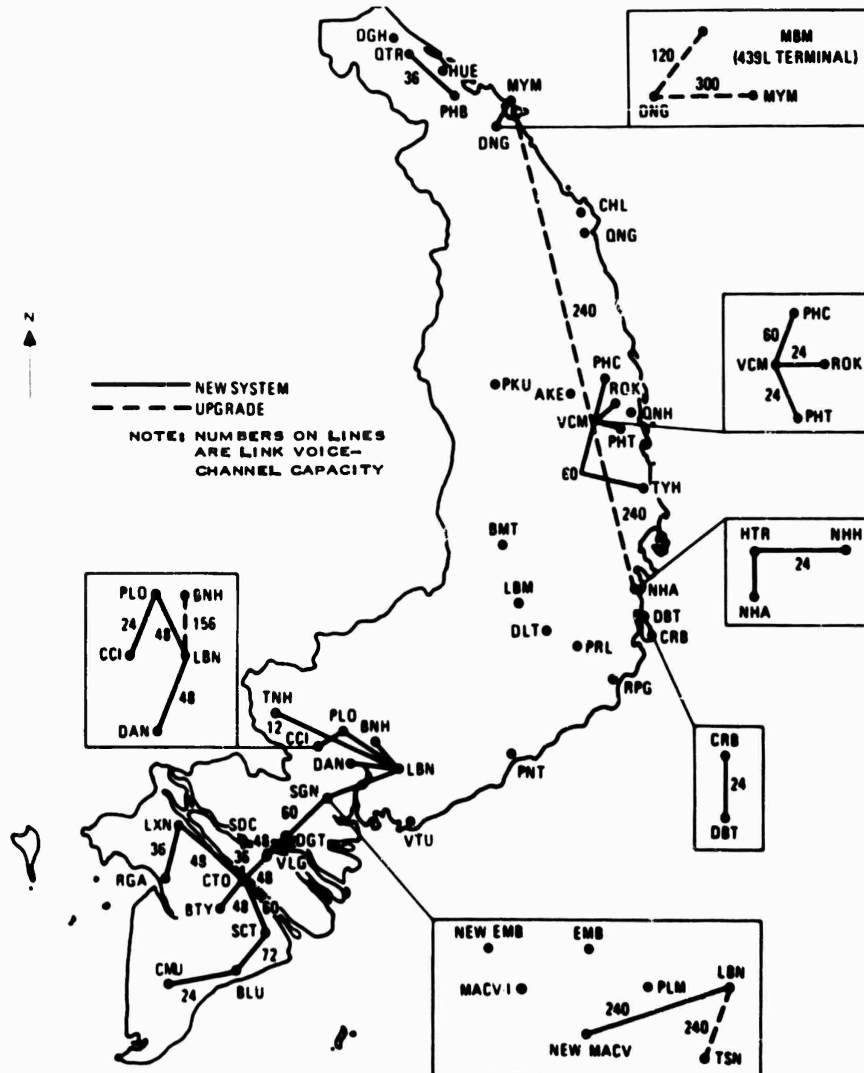 DGH
QTR
36
HUE
PHB
MYM
DNG
MBM
(439L TERMINAL)
120
300
DNG
MYM
CHL
QNG
240
N
NEW SYSTEM
UPGRADE
NOTE: NUMBERS ON LINES
ARE LINK VOICE-
CHANNEL CAPACITY
PKU
AKE
PHC
ROK
QNH
VCM
PHT
60
TYH
240
PHC
60
VCM
24
ROK
24
PHT
BMT
LBM
DLT
PRL
NHA
DBT
CRB
RPG
HTR
NHH
24
NHA
PLO
BNH
24
48
156
CCI
LBN
48
DAN
TNH
12
PLO
CCI
BNH
DAN
LBN
SGN
PNT
VTU
CRB
24
DBT
60
LXN
SDC
48
DGT
36
48
36
VLG
RGA
CTO
48
BTY
48
60
SCT
72
CMU
24
BLU
NEW EMB
EMB
LBN
MACV I
PLM
240
240
NEW MACV
TSN